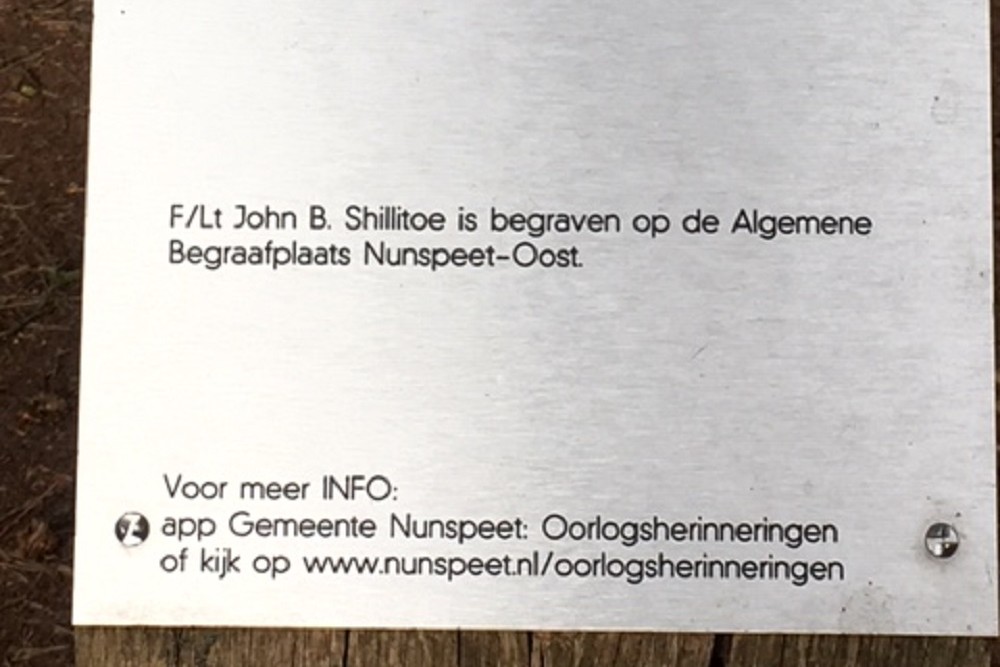 F/Lt John B. Shillitoe is begraven op de Algemene
Begraafplaats Nunspeet-Oost.
Voor meer INFO:
app Gemeente Nunspeet: Oorlogsherinneringen
of kijk op www.nunspeet.nl/oorlogsherinneringen